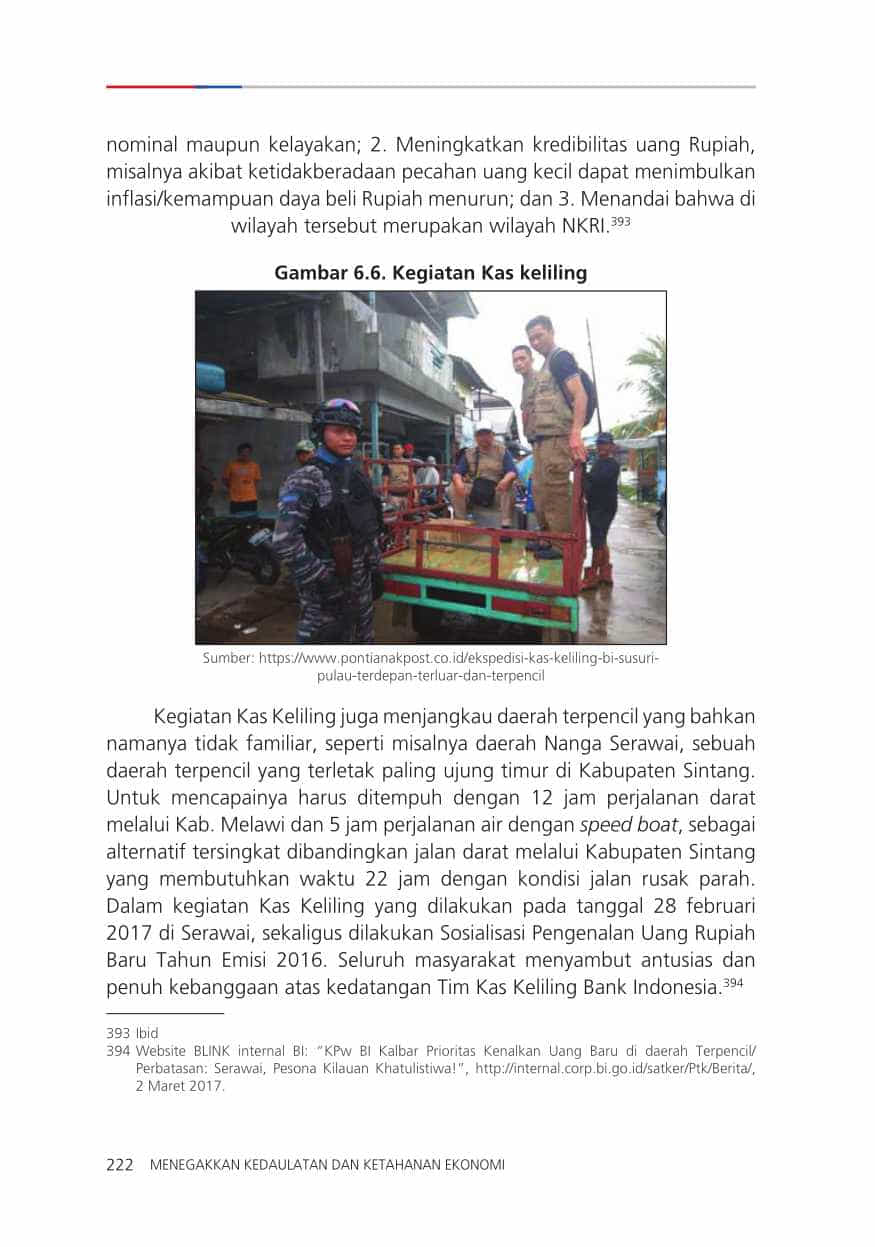 nominal maupun kelayakan; 2. Meningkatkan kredibilitas uang Rupiah,
misalnya akibat ketidakberadaan pecahan uang kecil dapat menimbulkan
inflasi/kemampuan daya beli Rupiah menurun; dan 3. Menandai bahwa di
wilayah tersebut merupakan wilayah NKRI.393
Gambar 6.6. Kegiatan Kas keliling
Sumber: https://www.pontianakpost.co.id/ekspedisi-kas-keliling-bi-susuri-
pulau-terdepan-terluar-dan-terpencil
Kegiatan Kas Keliling juga menjangkau daerah terpencil yang bahkan
namanya tidak familiar, seperti misalnya daerah Nanga Serawai, sebuah
daerah terpencil yang terletak paling ujung timur di Kabupaten Sintang.
Untuk mencapainya harus ditempuh dengan 12 jam perjalanan darat
melalui Kab. Melawi dan 5 jam perjalanan air dengan speed boat, sebagai
alternatif tersingkat dibandingkan jalan darat melalui Kabupaten Sintang
yang membutuhkan waktu 22 jam dengan kondisi jalan rusak parah.
Dalam kegiatan Kas Keliling yang dilakukan pada tanggal 28 februari
2017 di Serawai, sekaligus dilakukan Sosialisasi Pengenalan Uang Rupiah
Baru Tahun Emisi 2016. Seluruh masyarakat menyambut antusias dan
penuh kebanggaan atas kedatangan Tim Kas Keliling Bank Indonesia.394
393 Ibid
394 Website BLINK internal BI: “KPw BI Kalbar Prioritas Kenalkan Uang Baru di daerah Terpencil/
Perbatasan: Serawai, Pesona Kilauan Khatulistiwa!”, http://internal.corp.bi.go.id/satker/Ptk/Berita/,
2 Maret 2017.
222 MENEGAKKAN KEDAULATAN DAN KETAHANAN EKONOMI